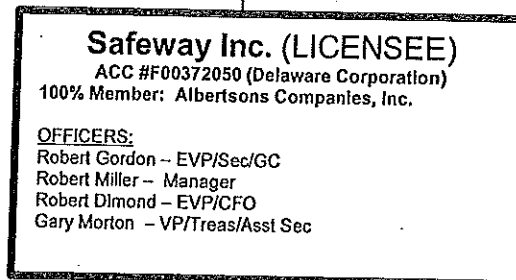 Safeway Inc. (LICENSEE)
ACC #F00372050 (Delaware Corporation)
100% Member: Albertsons Companies, Inc.
OFFICERS:
Robert Gordon – EVP/Sec/GC
Robert Miller – Manager
Robert Dimond – EVP/CFO
Gary Morton – VP/Treas/Asst Sec